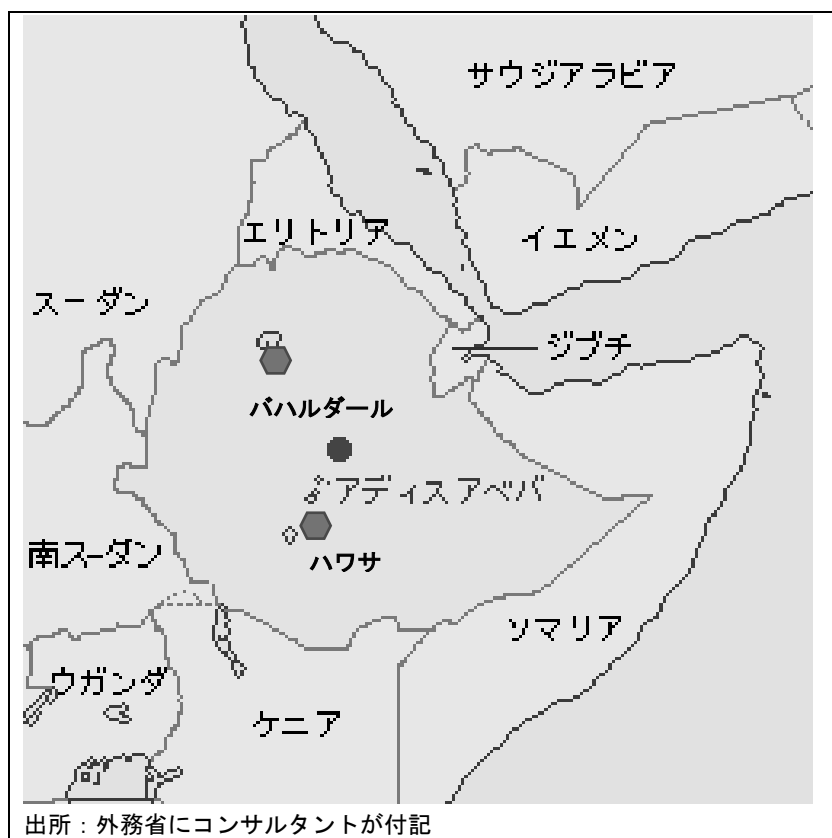 サウジアラビア
エリトリア
イエメン
スーダン
ジブチ
バハルダール
アディスアベバ
南スーダン
ハワサ
ソマリア
ウガンダ
ケニア
出所：外務省にコンサルタントが付記